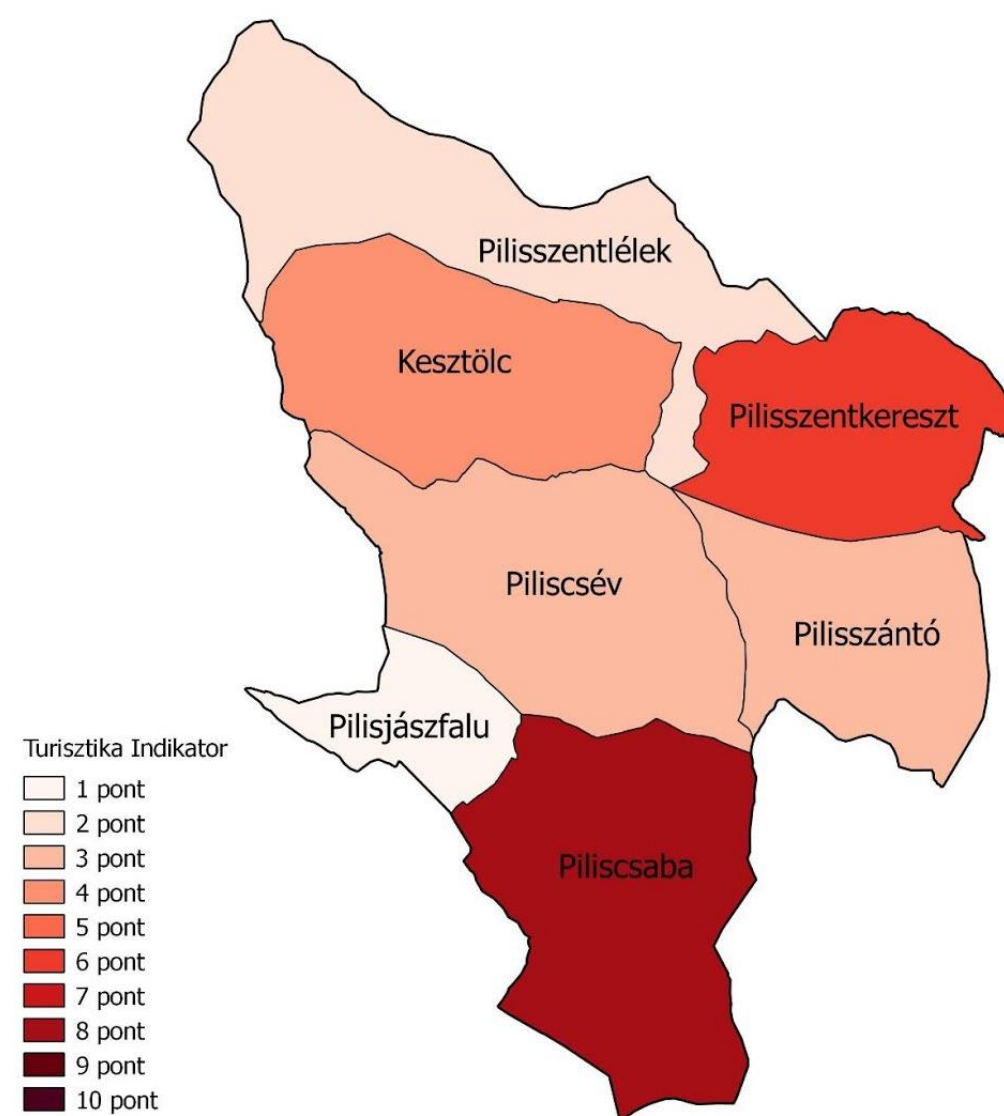 Pilisszentlélek
Kesztölc
Pilisszentkereszt
Piliscsév
Pilisszántó
Pilisjászfalu
Piliscsaba
Turisztika Indikator
1 pont
2 pont
3 pont
4 pont
5 pont
6 pont
7 pont
8 pont
9 pont
10 pont